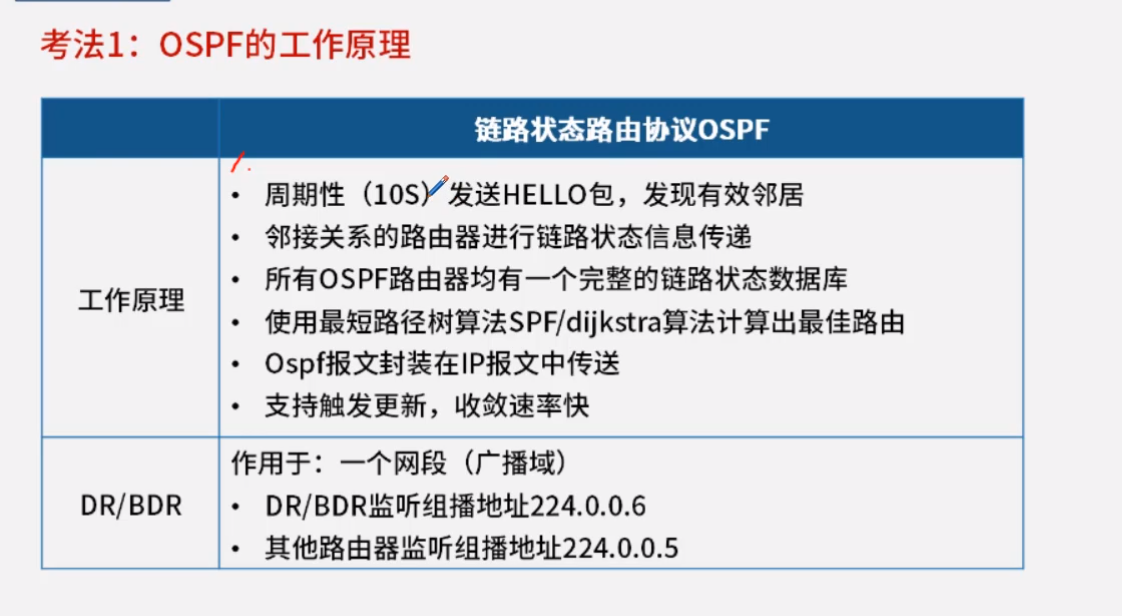 考法1：OSPF的工作原理
链路状态路由协议OSPF
工作原理
• 周期性（10S）发送HELLO包，发现有效邻居
• 邻接关系的路由器进行链路状态信息传递
• 所有OSPF路由器均有一个完整的链路状态数据库
• 使用最短路径树算法SPF/dijkstra算法计算出最佳路由
• Ospf报文封装在IP报文中传送
• 支持触发更新，收敛速率快
DR/BDR
作用于：一个网段（广播域）
• DR/BDR监听组播地址224.0.0.6
• 其他路由器监听组播地址224.0.0.5